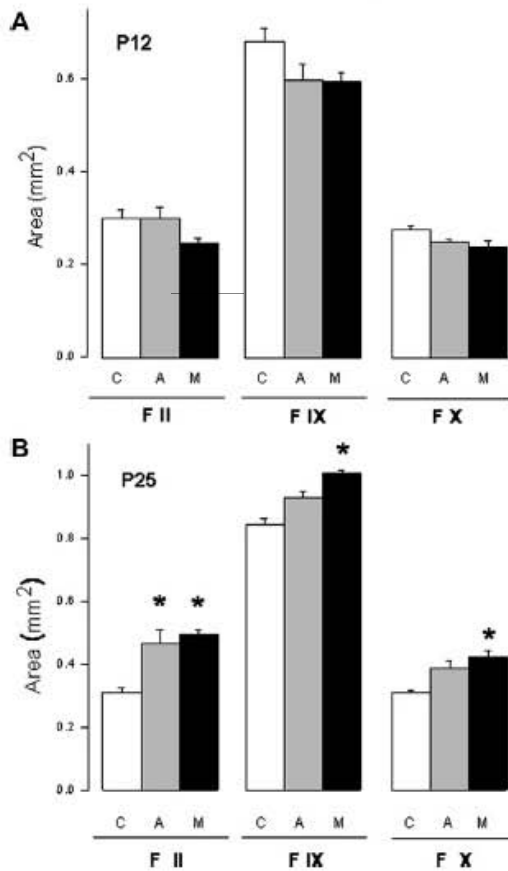 A
P12
Area (mm2)
0.6
0.4
0.2
0.0
C A M C A M C A M
F II F IX F X
B
P25
Area (mm2)
1.0
0.8
0.6
0.4
0.2
0.0
*
* *
*
C A M C A M C A M
F II F IX F X